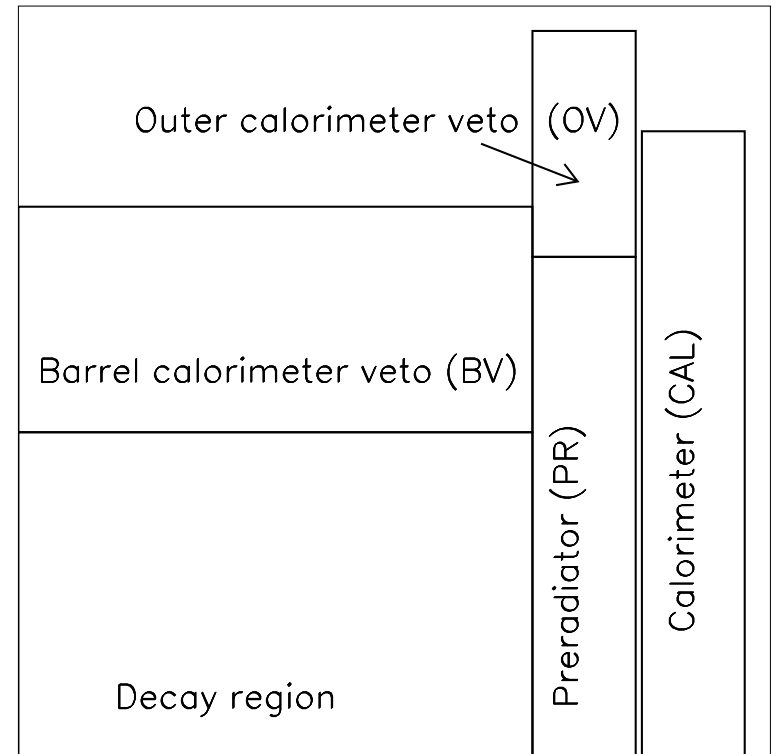 Outer calorimeter veto (OV)
Barrel calorimeter veto (BV)
Decay region
Preradiator (PR)
Calorimeter (CAL)